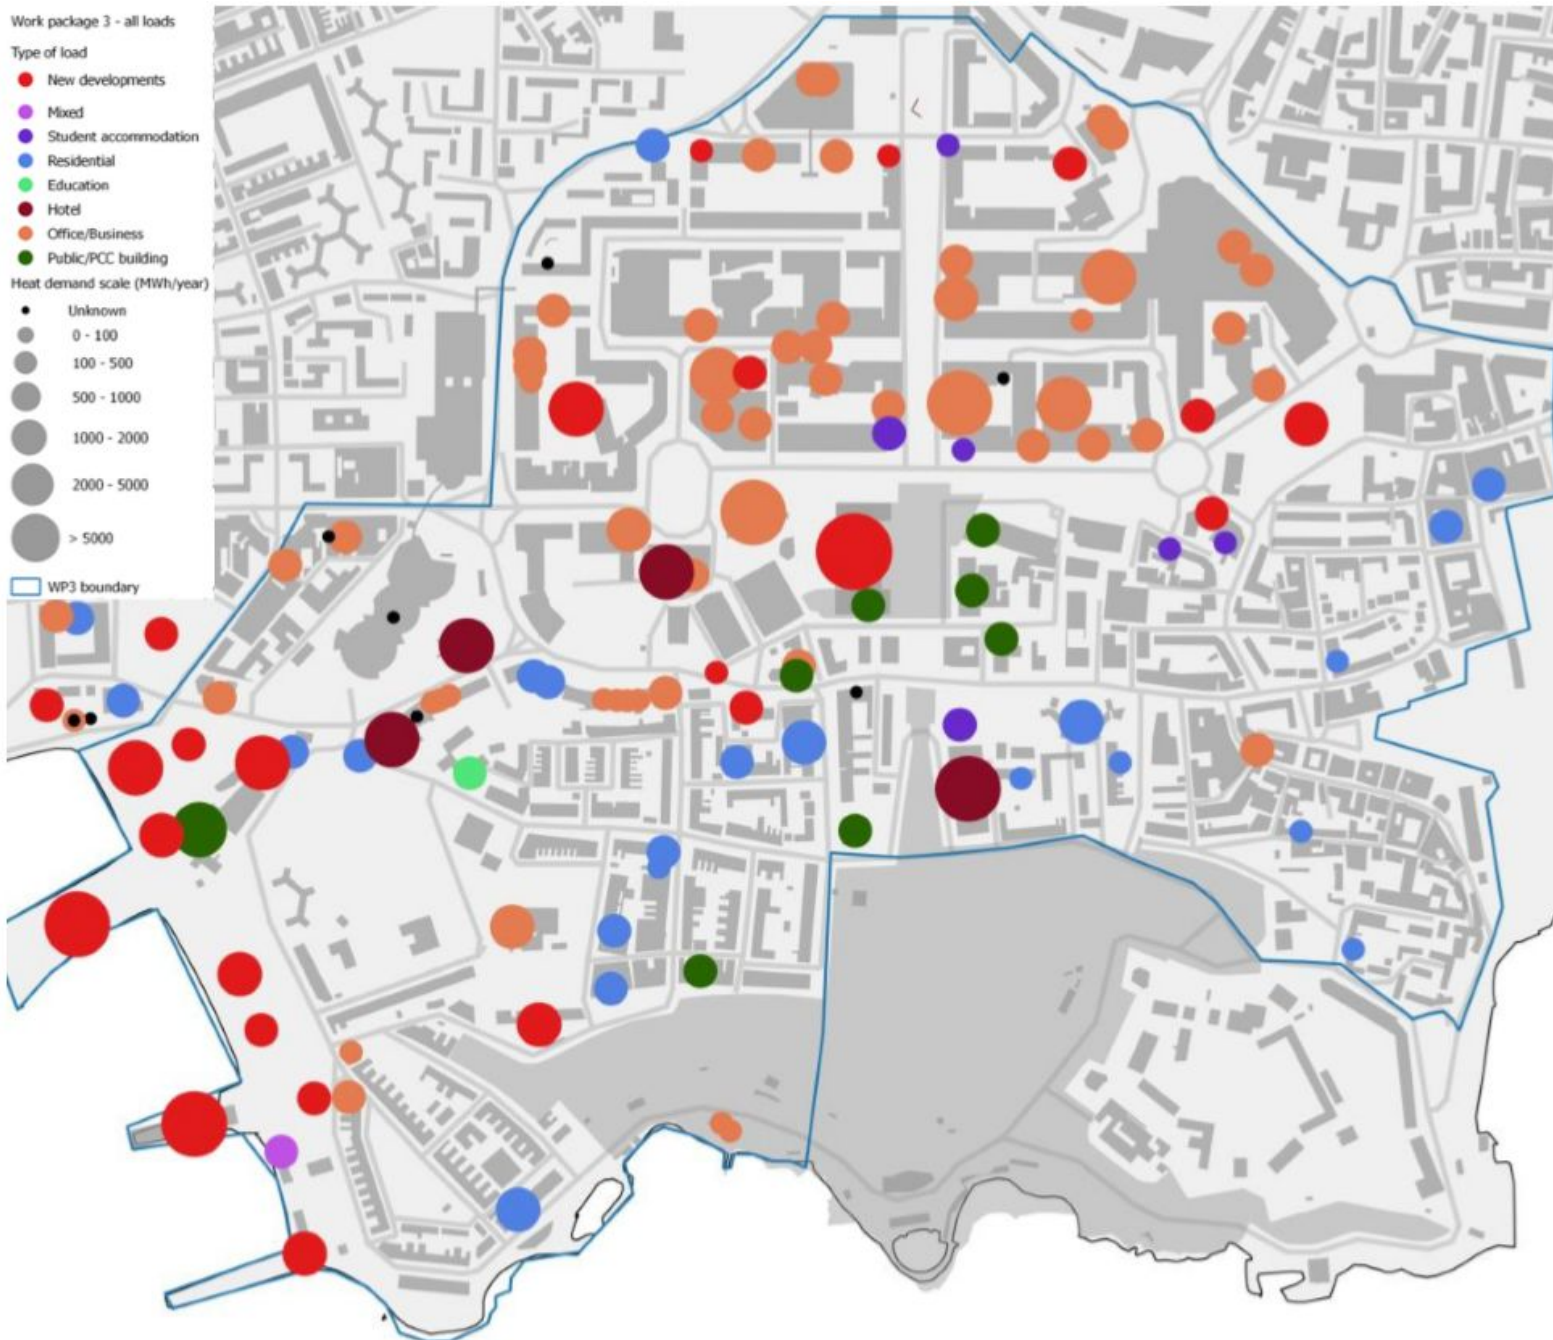 Work package 3 - all loads
Type of load
New developments
Mixed
Student accommodation
Residential
Education
Hotel
Office/Business
Public/PCC building
Heat demand scale (MWh/year)
Unknown
0 - 100
100 - 500
500 - 1000
1000 - 2000
2000 - 5000
> 5000
WP3 boundary